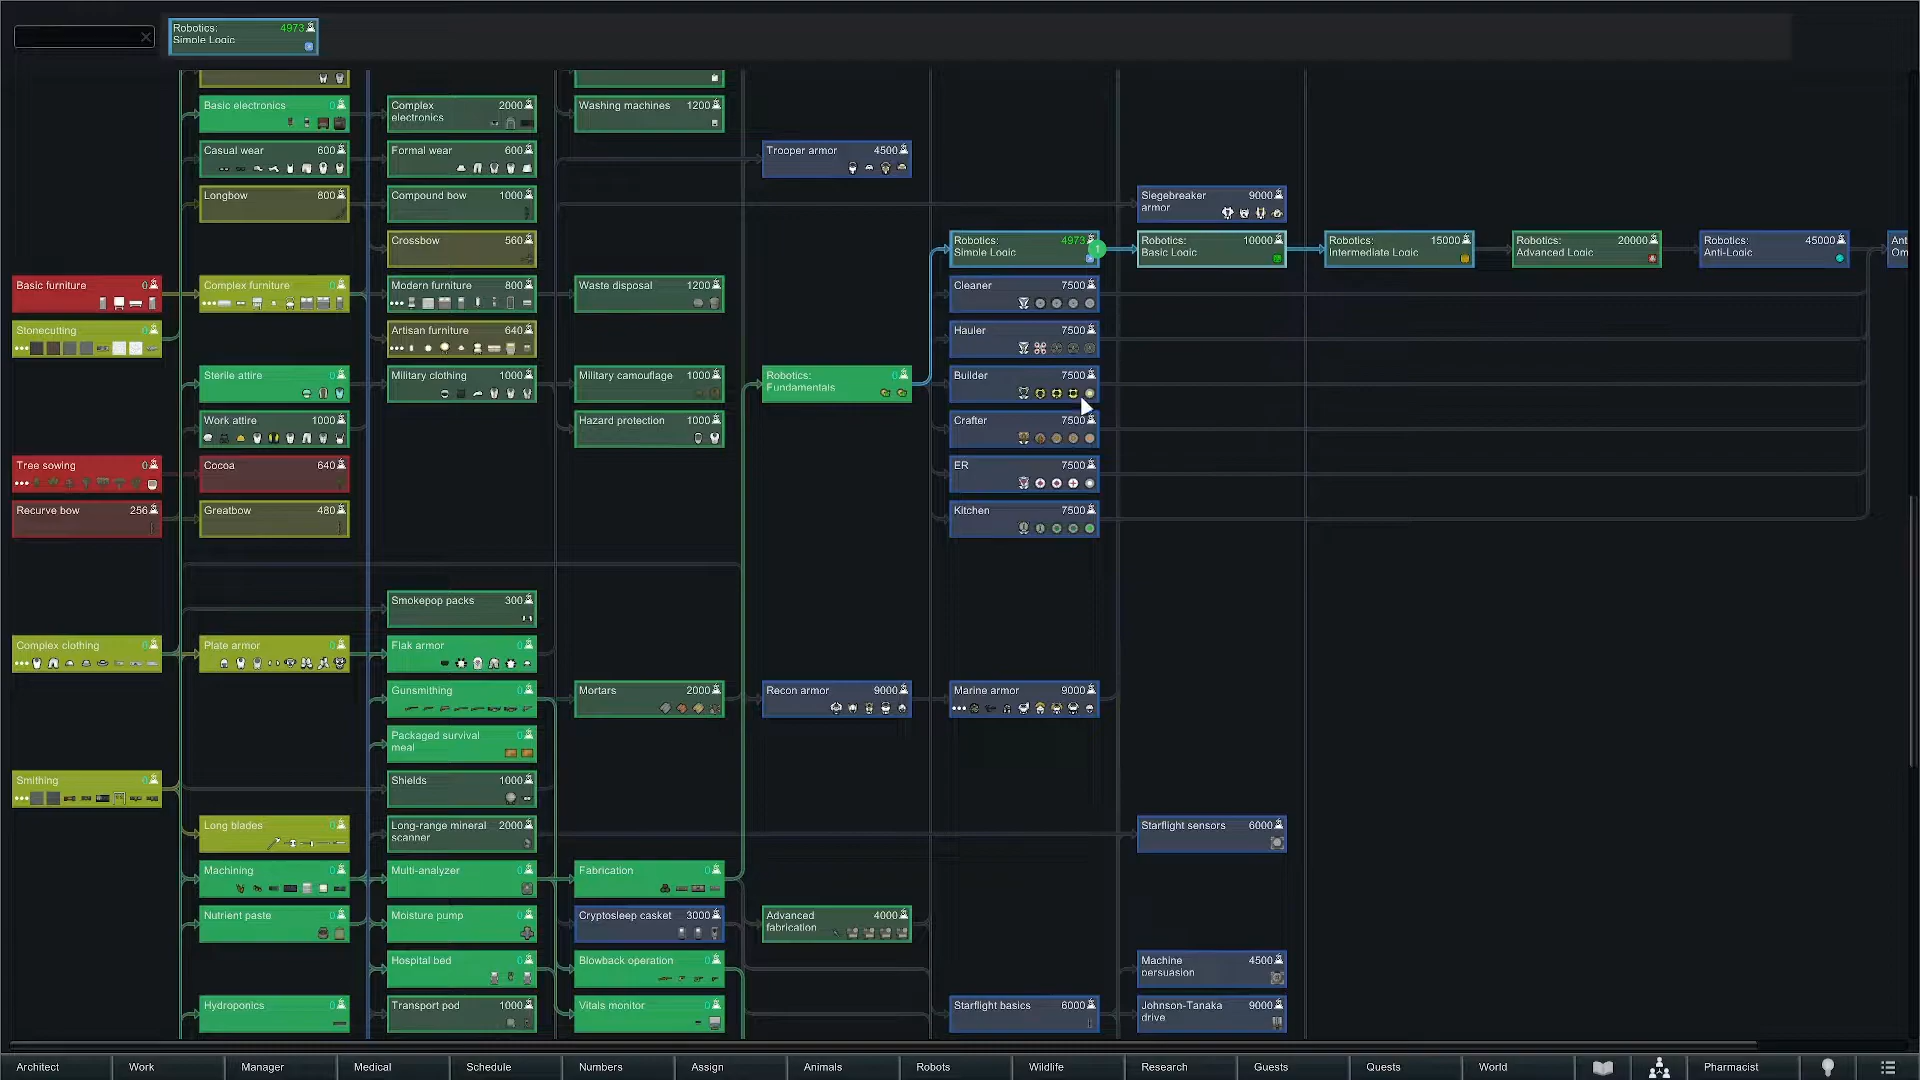 Robotics: 4973
Simple Logic
Basic electronics 0
Complex electronics 2000
Washing machines 1200
Casual wear 600
Formal wear 600
Trooper armor 4500
Longbow 800
Compound bow 1000
Siegebreaker armor 9000
Crossbow 560
Robotics: 4973
Simple Logic
1
Robotics: 10000
Basic Logic
Robotics: 15000
Intermediate Logic
Robotics: 20000
Advanced Logic
Robotics: 45000
Anti-Logic
Basic furniture 0
Complex furniture 0
Modern furniture 800
Waste disposal 1200
Cleaner 7500
Stonecutting 0
Artisan furniture 640
Hauler 7500
Sterile attire 0
Military clothing 1000
Military camouflage 1000
Robotics: 0
Fundamentals
Builder 7500
Work attire 1000
Hazard protection 1000
Crafter 7500
Tree sowing 0
Cocoa 640
ER 7500
Recurve bow 256
Greatbow 480
Kitchen 7500
Smokepop packs 300
Complex clothing 0
Plate armor 0
Flak armor 0
Gunsmithing 0
Mortars 2000
Recon armor 9000
Marine armor 9000
Packaged survival 0
meal
Smithing 0
Shields 1000
Long blades 0
Long-range mineral 2000
scanner
Starflight sensors 6000
Machining 0
Multi-analyzer 0
Fabrication 0
Nutrient paste 0
Moisture pump 0
Cryptosleep casket 3000
Advanced 4000
fabrication
Hospital bed 0
Blowback operation 0
Machine 4500
persuasion
Hydroponics 0
Transport pod 1000
Vitals monitor 0
Starflight basics 6000
Johnson-Tanaka 9000
drive
Architect Work Manager Medical Schedule Numbers Assign Animals Robots Wildlife Research Guests Quests World Pharmacist